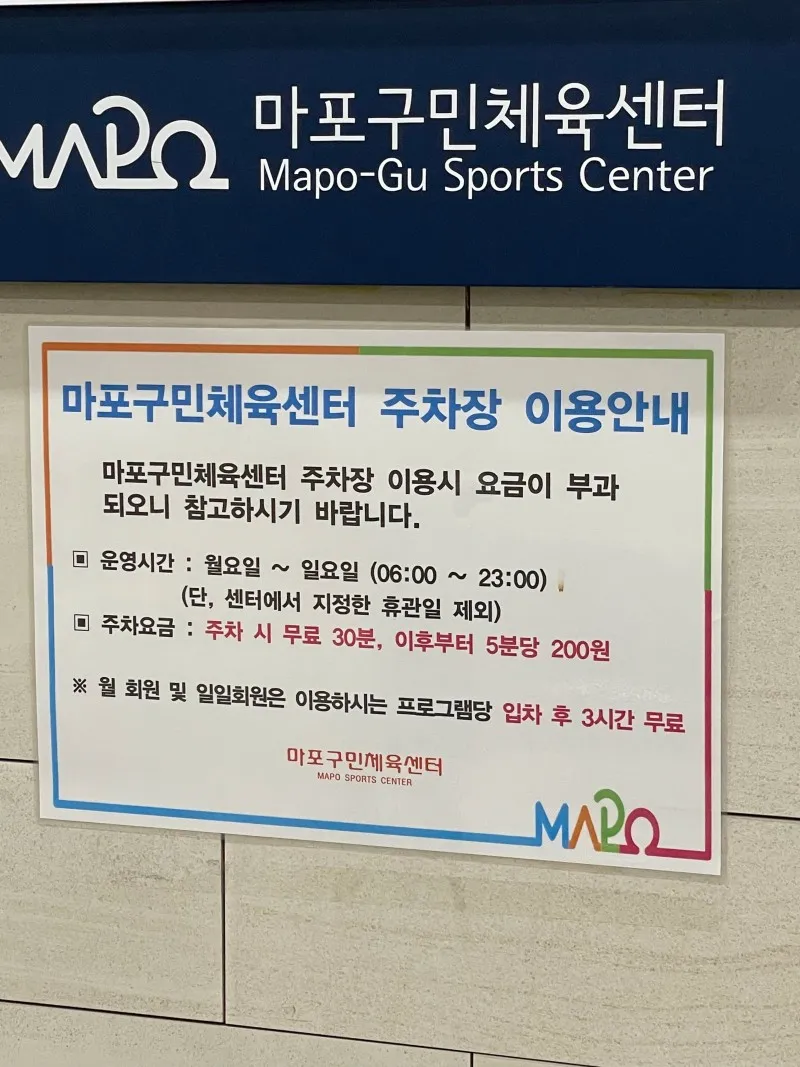 MAPO 마포구민체육센터
Mapo-Gu Sports Center
마포구민체육센터 주차장 이용안내
마포구민체육센터 주차장 이용시 요금이 부과
되오니 참고하시기 바랍니다.
▣ 운영시간 : 월요일 ~ 일요일 (06:00 ~ 23:00)
(단, 센터에서 지정한 휴관일 제외)
▣ 주차요금 : 주차 시 무료 30분, 이후부터 5분당 200원
※ 월 회원 및 일일회원은 이용하시는 프로그램당 입차 후 3시간 무료
마포구민체육센터
MAPO SPORTS CENTER
MAPO